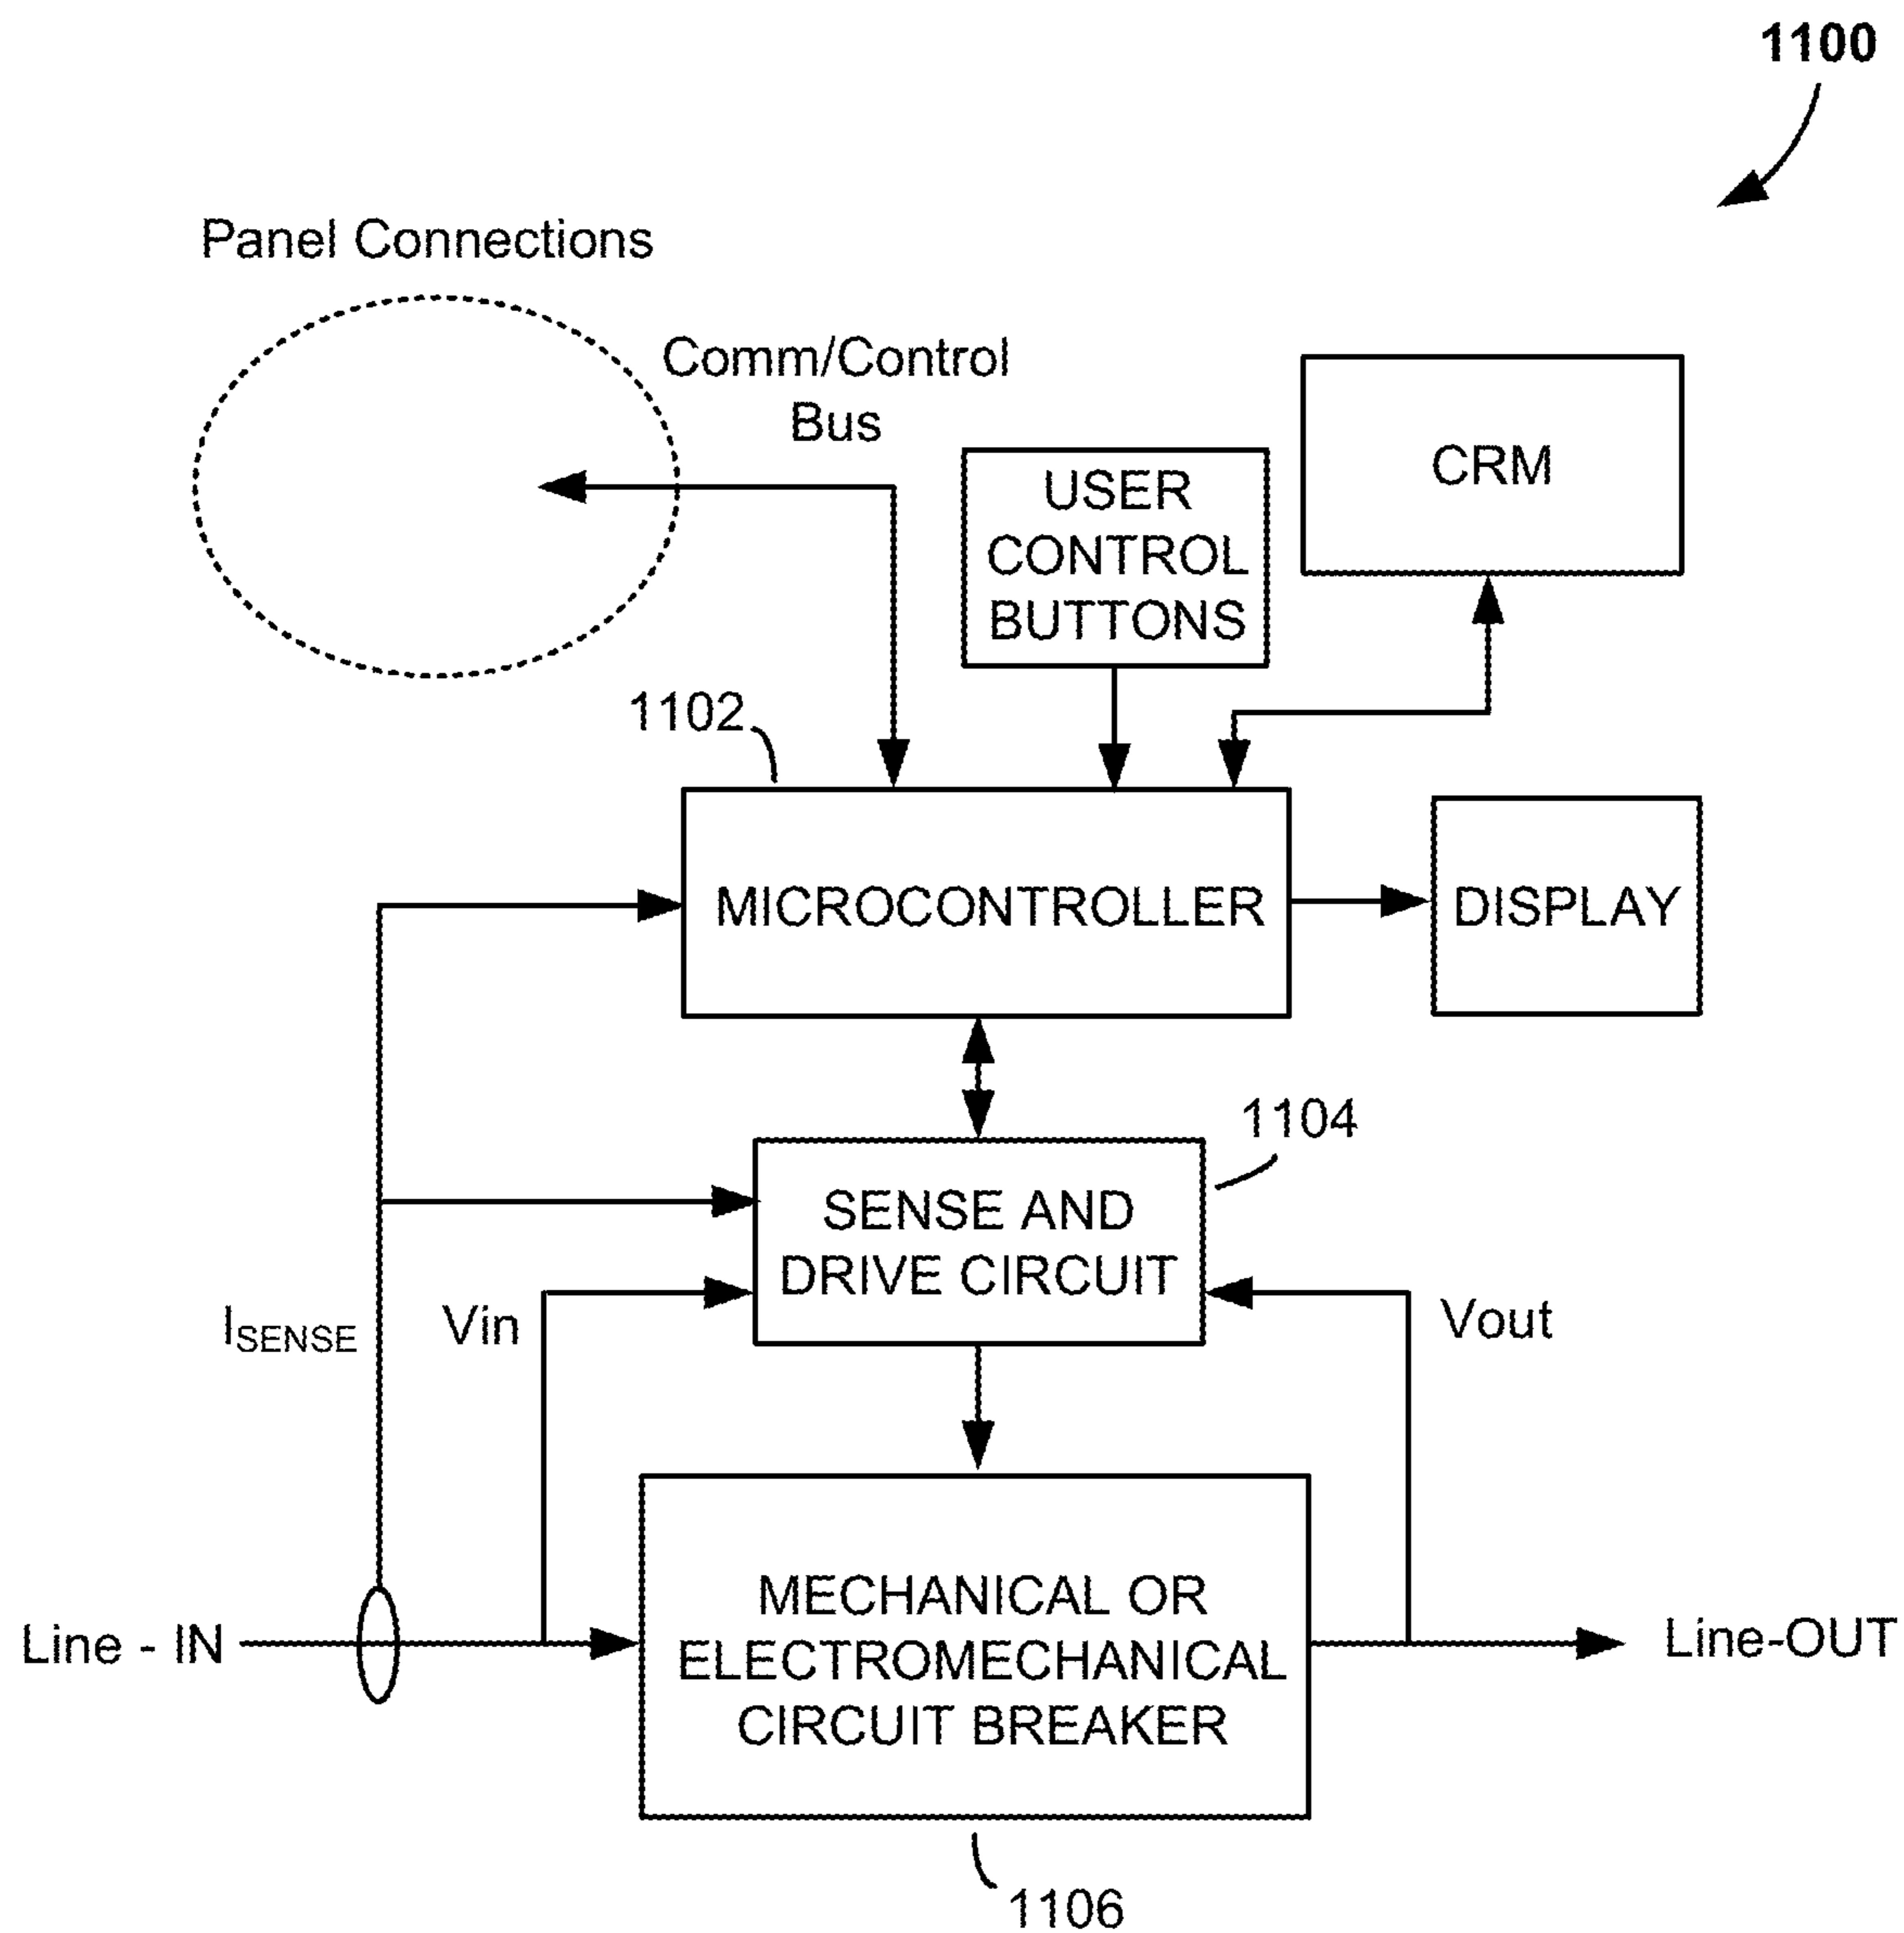 1100
Panel Connections
Comm/Control
Bus
USER
CONTROL
BUTTONS
CRM
1102
MICROCONTROLLER
DISPLAY
1104
SENSE AND
DRIVE CIRCUIT
ISENSE
Vin
Vout
Line - IN
MECHANICAL OR
ELECTROMECHANICAL
CIRCUIT BREAKER
Line-OUT
1106